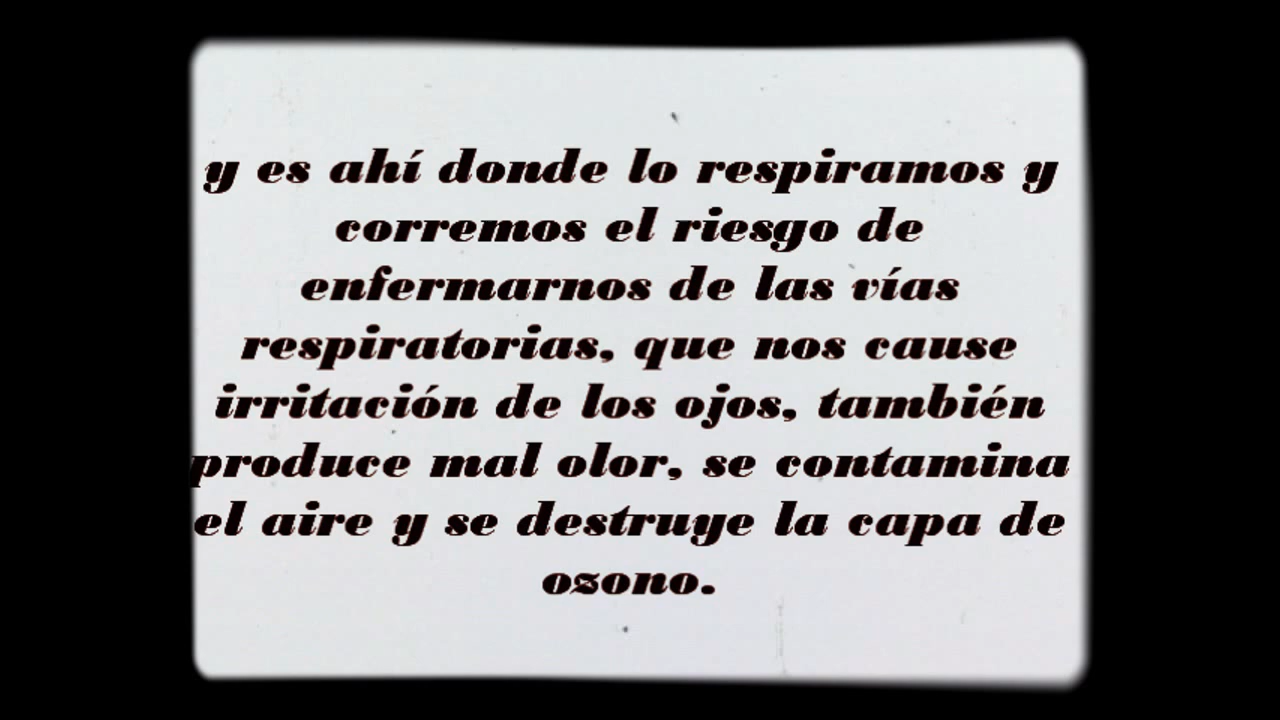 y es ahí donde lo respiramos y
corremos el riesgo de
enfermarnos de las vías
respiratorias, que nos cause
irritación de los ojos, también
produce mal olor, se contamina
el aire y se destruye la capa de
ozono.